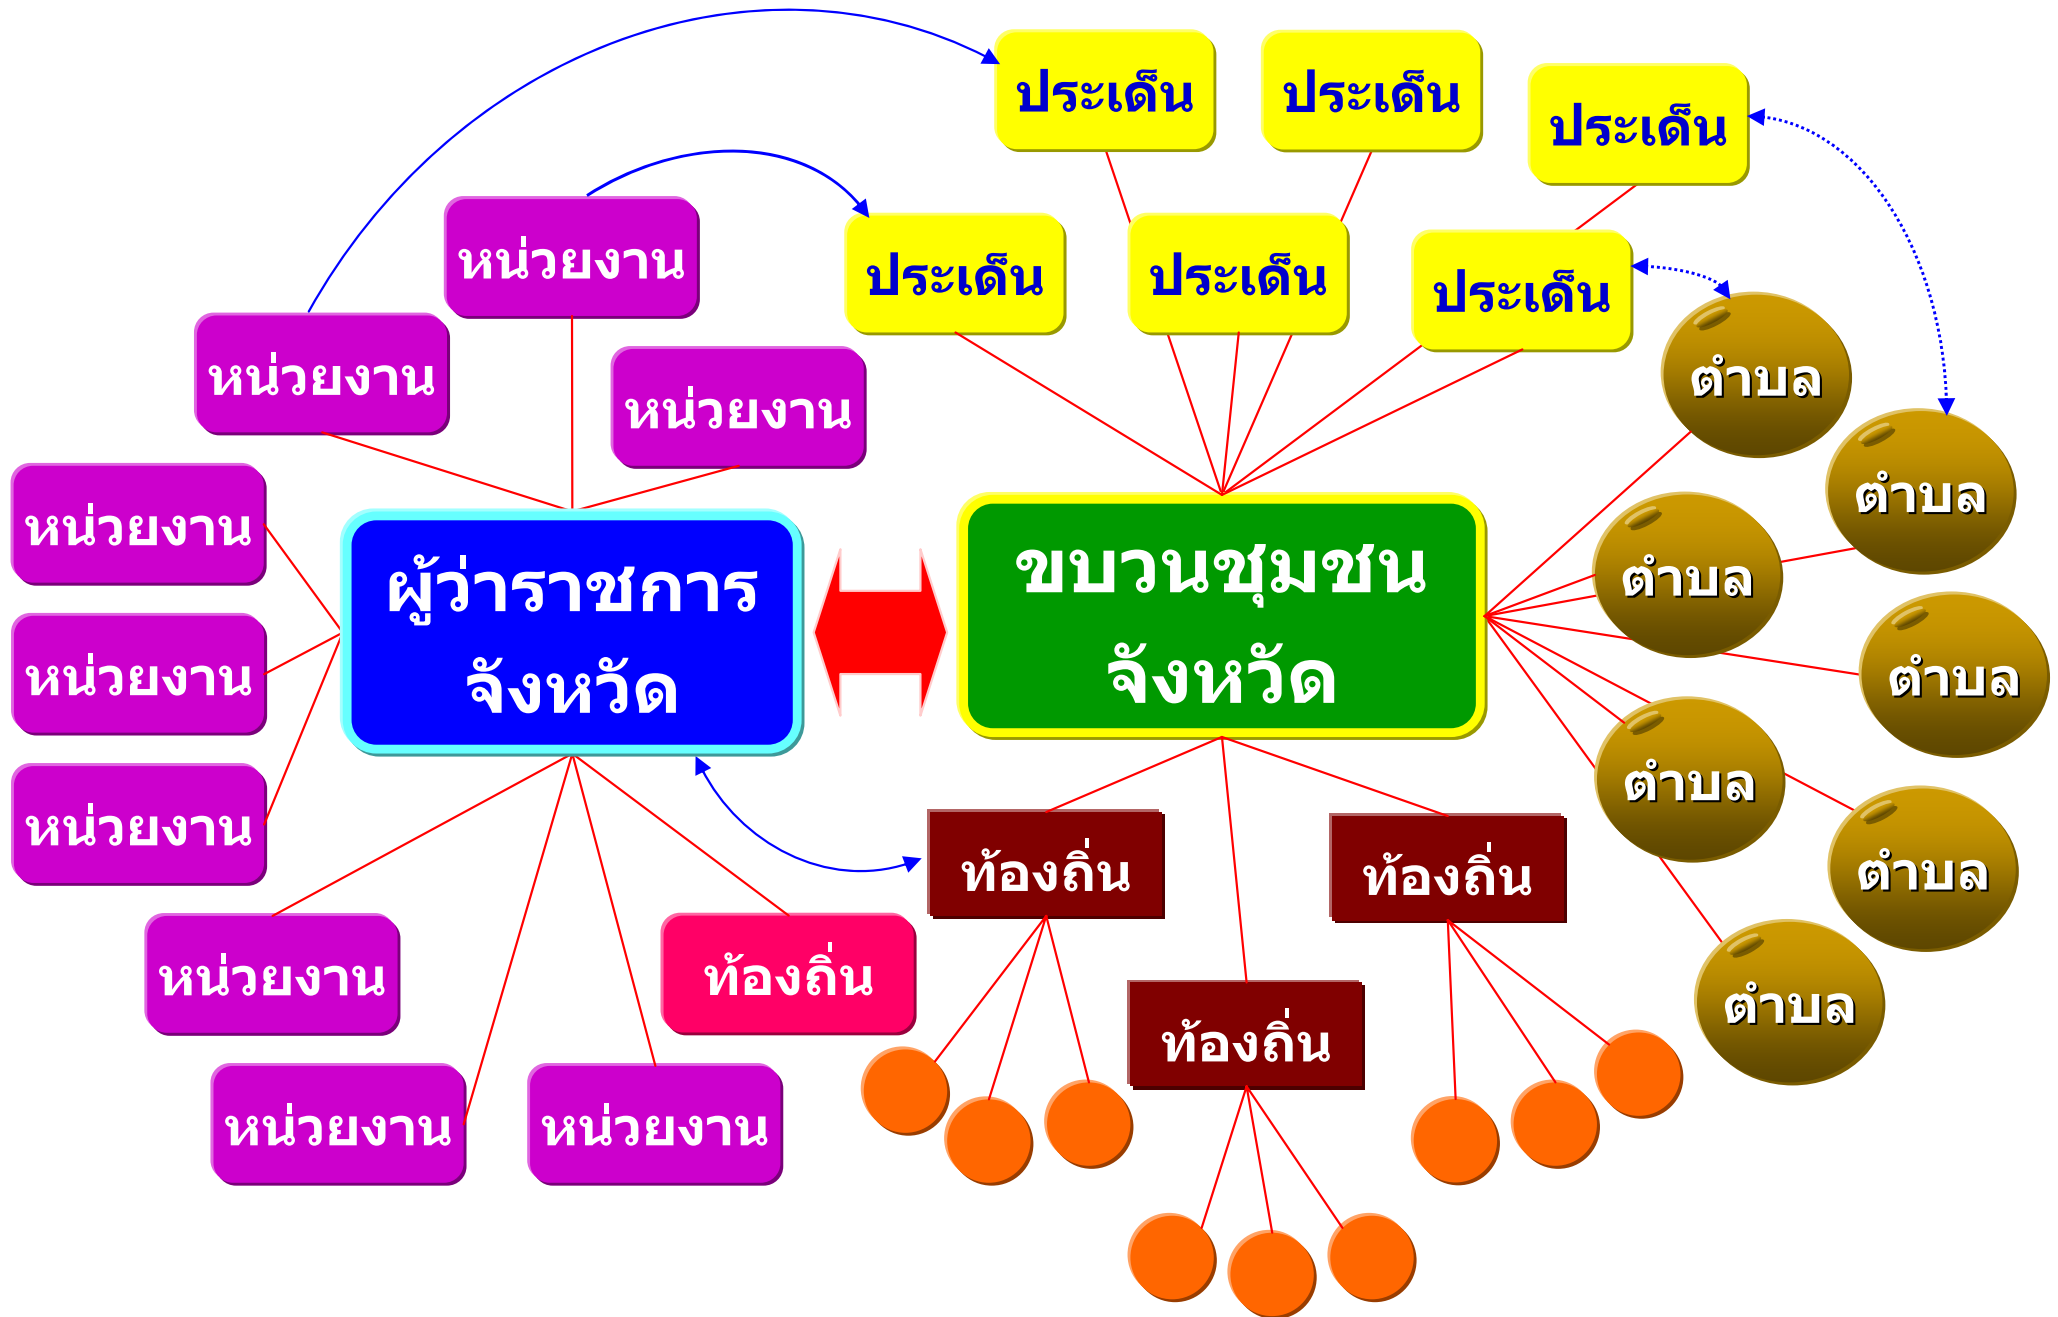 ประเด็น
ประเด็น
ประเด็น
หน่วยงาน
ประเด็น
ประเด็น
ประเด็น
หน่วยงาน
หน่วยงาน
ตำบล
ตำบล
หน่วยงาน
ผู้ว่าราชการ
จังหวัด
ขบวนชุมชน
จังหวัด
ตำบล
หน่วยงาน
ตำบล
หน่วยงาน
ท้องถิ่น
ท้องถิ่น
ตำบล
ตำบล
หน่วยงาน
ท้องถิ่น
ท้องถิ่น
ตำบล
หน่วยงาน
หน่วยงาน